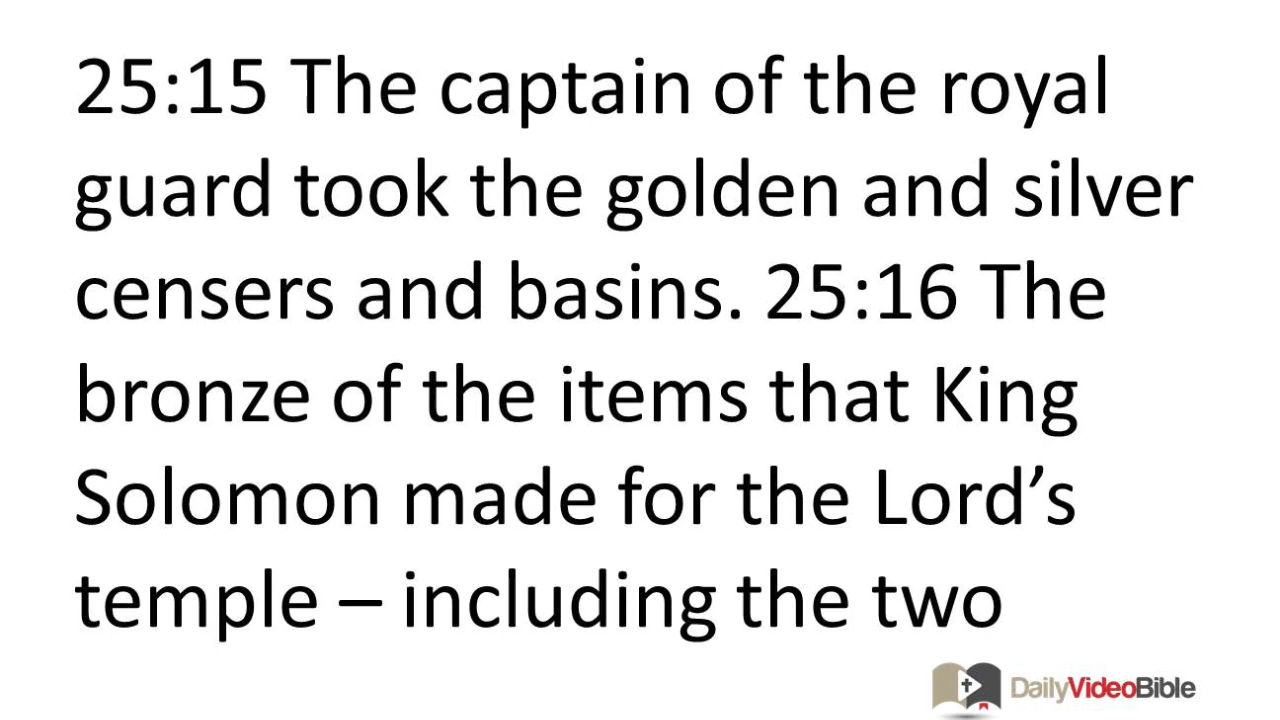 25:15 The captain of the royal
guard took the golden and silver
censers and basins. 25:16 The
bronze of the items that King
Solomon made for the Lord’s
temple – including the two
DailyVideoBible